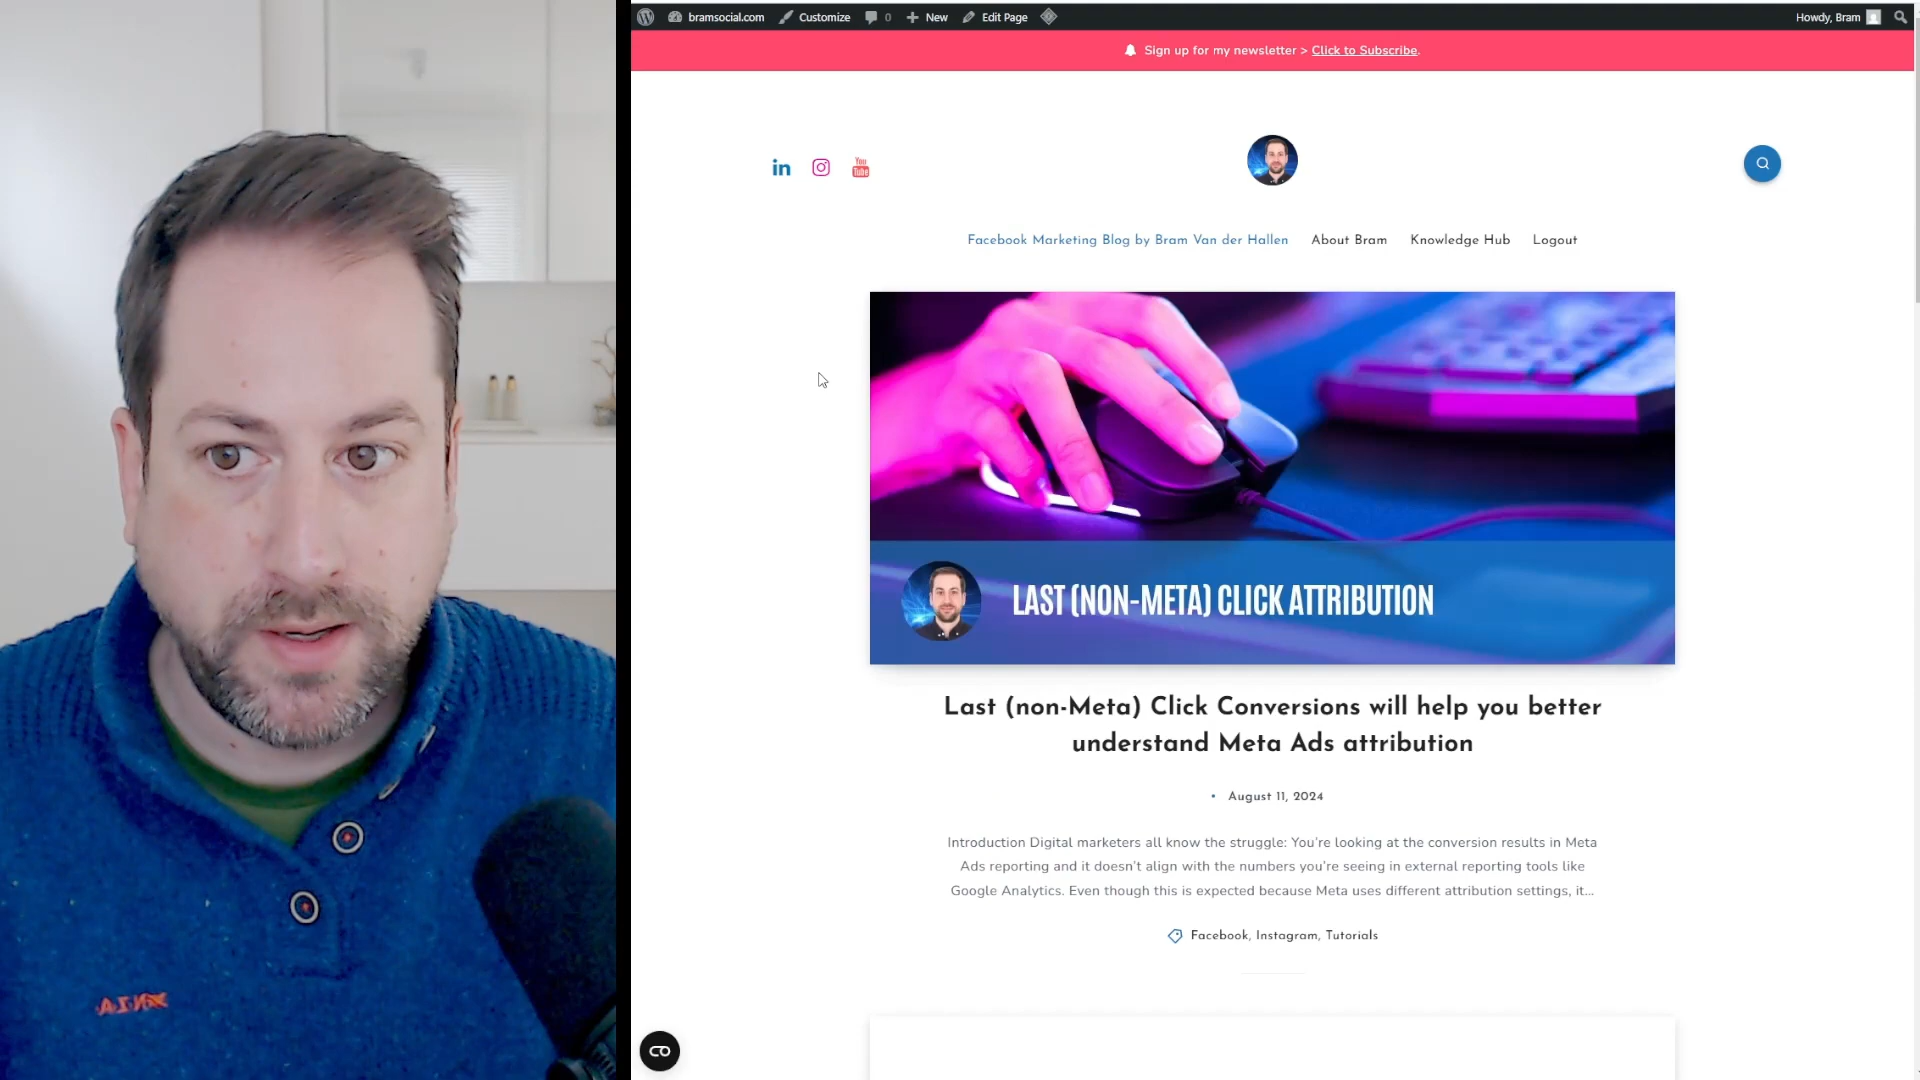 bramsocial.com Customize 0 New Edit Page Howdy, Bram
Sign up for my newsletter > Click to Subscribe.
in
You
Tube
Facebook Marketing Blog by Bram Van der Hallen About Bram Knowledge Hub Logout
LAST (NON-META) CLICK ATTRIBUTION
Last (non-Meta) Click Conversions will help you better
understand Meta Ads attribution
August 11, 2024
Introduction Digital marketers all know the struggle: You’re looking at the conversion results in Meta
Ads reporting and it doesn’t align with the numbers you’re seeing in external reporting tools like
Google Analytics. Even though this is expected because Meta uses different attribution settings, it...
Facebook, Instagram, Tutorials